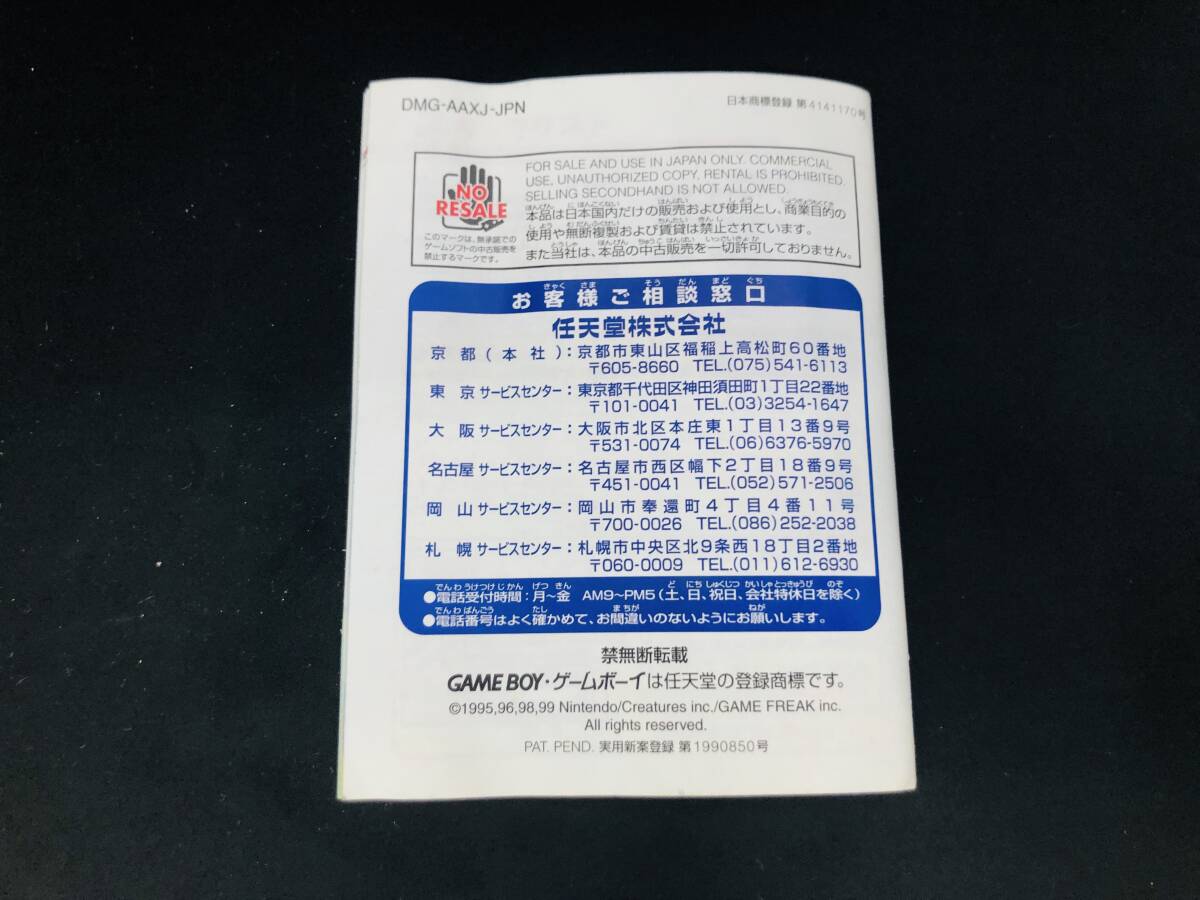 DMG-AAXJ-JPN
日本商標登録 第4141170号
NO
RESALE
このマークは、無承諾での
ゲームソフトの中古販売を
禁止するマークです。
FOR SALE AND USE IN JAPAN ONLY. COMMERCIAL
USE, UNAUTHORIZED COPY, RENTAL IS PROHIBITED.
SELLING SECONDHAND IS NOT ALLOWED.
本品は日本国内だけの販売および使用とし、商業目的の
使用や無断複製および賃貸は禁止されています。
また当社は、本品の中古販売を一切許可しておりません。
お客様ご相談窓口
任天堂株式会社
京都(本社):京都市東山区福稲上高松町60番地
〒605-8660 TEL.(075)541-6113
東京サービスセンター:東京都千代田区神田須田町1丁目22番地
〒101-0041 TEL.(03)3254-1647
大阪サービスセンター:大阪市北区本庄東1丁目13番9号
〒531-0074 TEL.(06)6376-5970
名古屋サービスセンター:名古屋市西区幅下2丁目18番9号
〒451-0041 TEL.(052)571-2506
岡山サービスセンター:岡山市奉還町4丁目4番11号
〒700-0026 TEL.(086)252-2038
札幌サービスセンター:札幌市中央区北9条西18丁目2番地
〒060-0009 TEL.(011)612-6930
●電話受付時間:月~金 AM9~PM5(土、日、祝日、会社特休日を除く)
●電話番号はよく確かめて、お間違いのないようにお願いします。
禁無断転載
GAME BOY・ゲームボーイは任天堂の登録商標です。
©1995,96,98,99 Nintendo/Creatures inc./GAME FREAK inc.
All rights reserved.
PAT. PEND. 実用新案登録 第1990850号